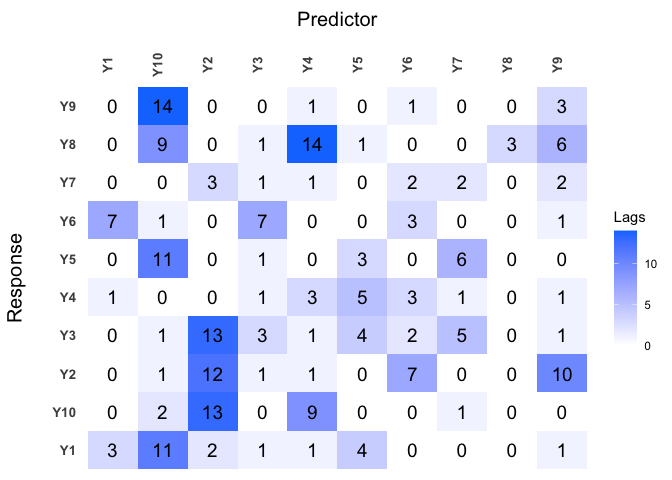 Predictor
Y1 Y10 Y2 Y3 Y4 Y5 Y6 Y7 Y8 Y9
Y9 0 14 0 0 1 0 1 0 0 3
Y8 0 9 0 1 14 1 0 0 3 6
Y7 0 0 3 1 1 0 2 2 0 2
Y6 7 1 0 7 0 0 3 0 0 1
Y5 0 11 0 1 0 3 0 6 0 0
Y4 1 0 0 1 3 5 3 1 0 1
Y3 0 1 13 3 1 4 2 5 0 1
Y2 0 1 12 1 1 0 7 0 0 10
Y10 0 2 13 0 9 0 0 1 0 0
Y1 3 11 2 1 1 4 0 0 0 1
Response
Lags
10
5
0